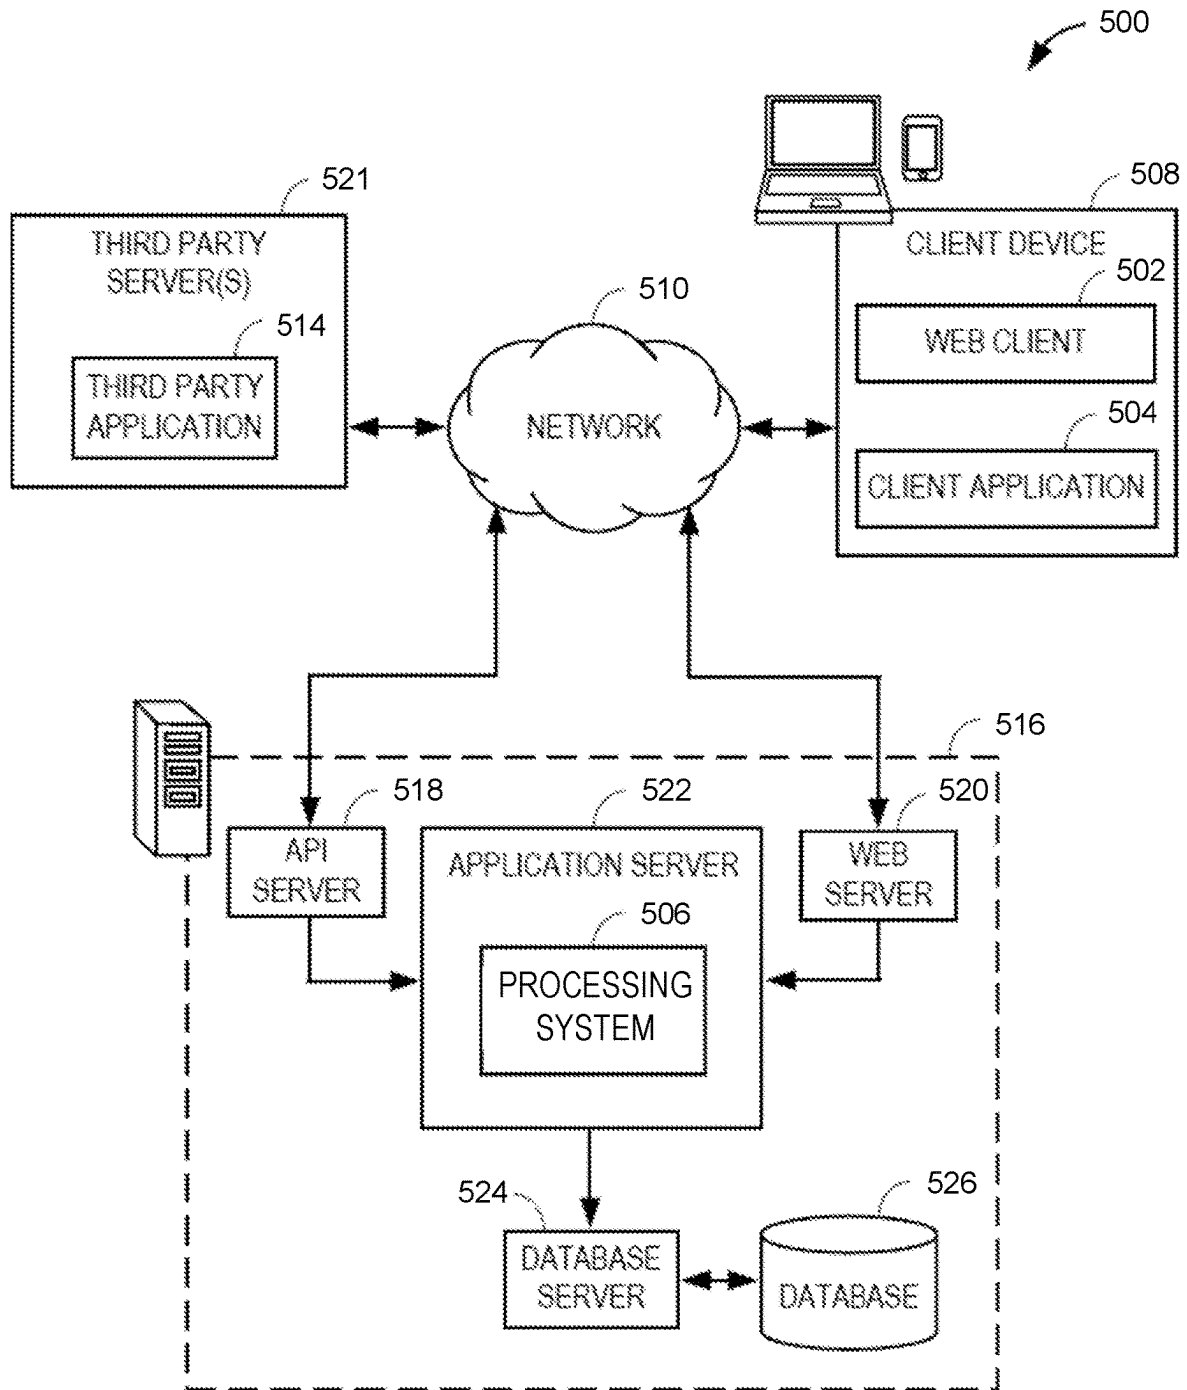 500
521
THIRD PARTY
SERVER(S)
514
THIRD PARTY
APPLICATION
510
NETWORK
508
CLIENT DEVICE
502
WEB CLIENT
504
CLIENT APPLICATION
516
518
API
SERVER
522
APPLICATION SERVER
506
PROCESSING
SYSTEM
520
WEB
SERVER
524
DATABASE
SERVER
526
DATABASE